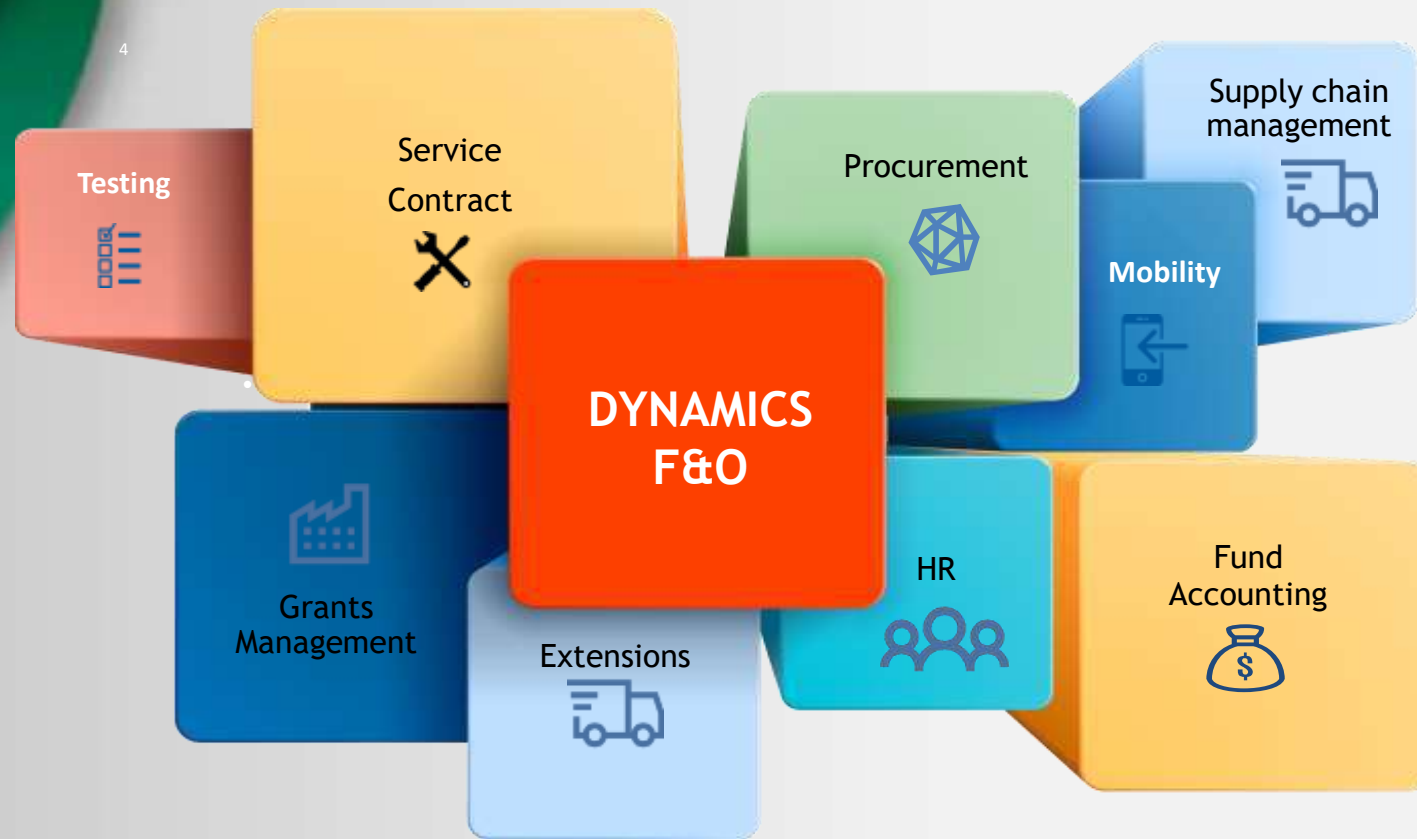 4
Testing
Service
Contract
Procurement
Supply chain
management
Mobility
DYNAMICS
F&O
Grants
Management
Extensions
HR
Fund
Accounting
$